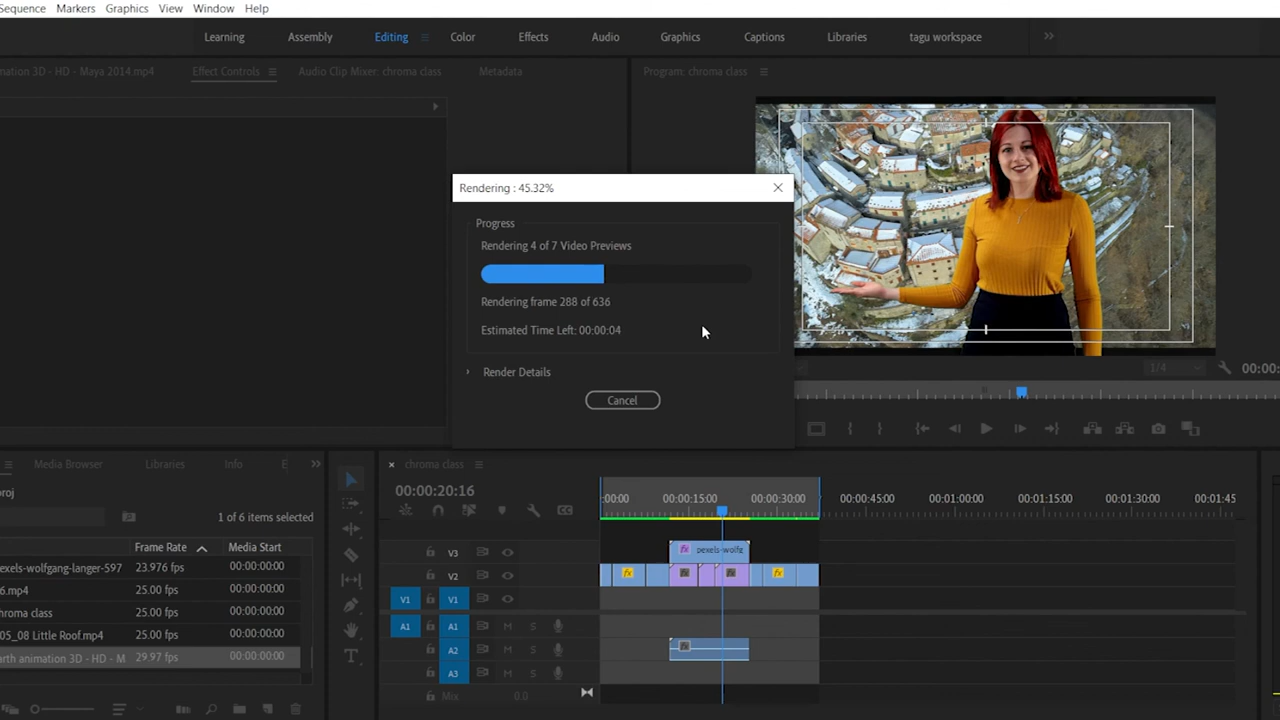 Sequence Markers Graphics View Window Help
Learning Assembly Editing Color Effects Audio Graphics Captions Libraries tagu workspace
nation 3D - HD - Maya 2014.mp4 Effect Controls Audio Clip Mixer: chroma class Metadata Program: chroma class
Rendering : 45.32%
Progress
Rendering 4 of 7 Video Previews
Rendering frame 288 of 636
Estimated Time Left: 00:00:04
Render Details
Cancel
1/4 00:00:
Media Browser Libraries Info E
roj
1 of 6 items selected
Frame Rate Media Start
exels-wolfgang-langer-597 23.976 fps 00:00:00:00
6.mp4 25.00 fps 00:00:00:00
chroma class 25.00 fps 00:00:00:00
05_08 Little Roof.mp4 25.00 fps 00:00:00:00
arth animation 3D - HD - M 29.97 fps 00:00:00:00
chroma class
00:00:20:16
:00:00 00:00:15:00 00:00:30:00 00:00:45:00 00:01:00:00 00:01:15:00 00:01:30:00 00:01:45
V3 fx pexels-wolfg
V2 fx fx fx fx
V1 V1
A1 A1 M S
A2 M S fx
A3 M S
Mix 0.0